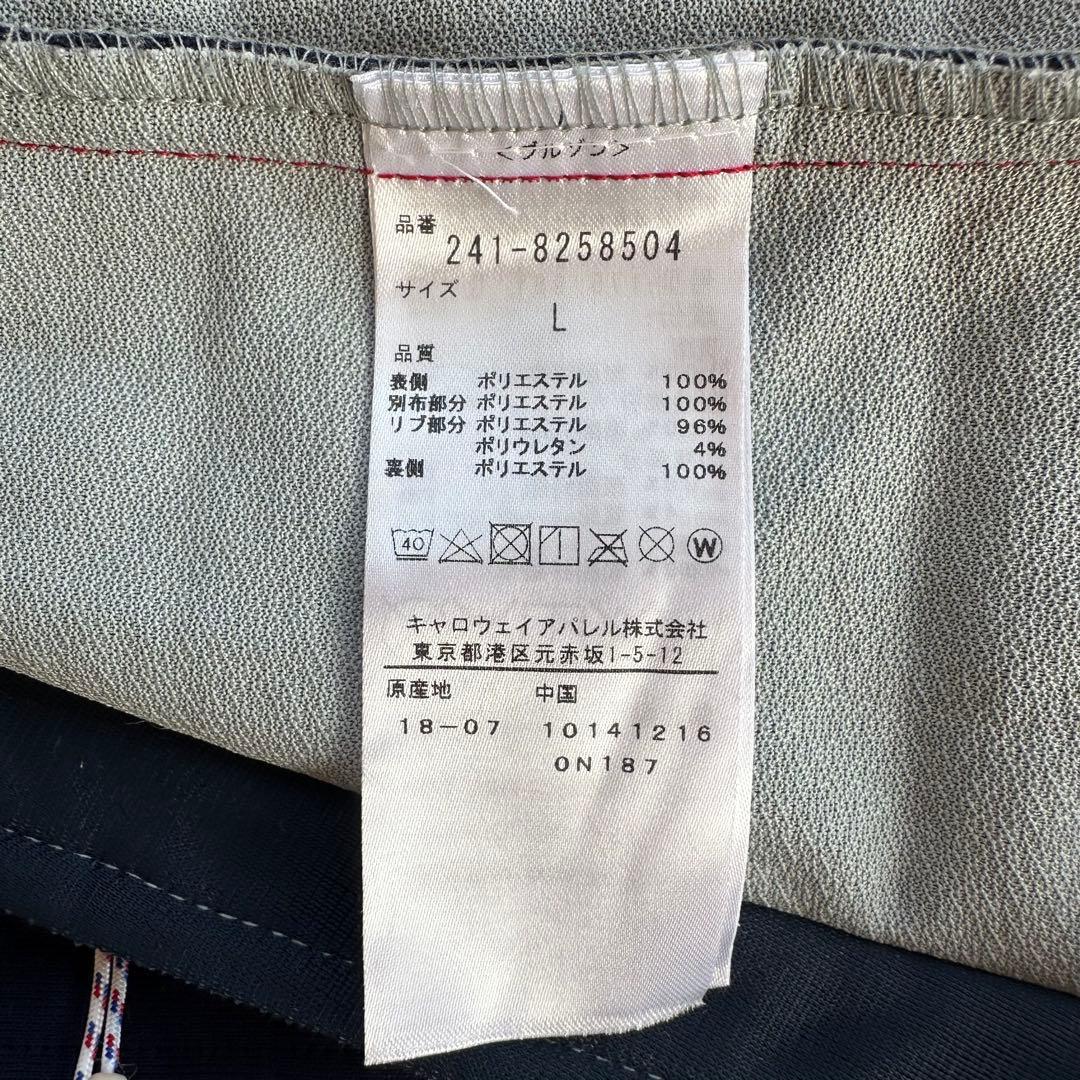 <ブルゾン>
品番
241-8258504
サイズ
L
品質
表側 ポリエステル 100%
別布部分 ポリエステル 100%
リブ部分 ポリエステル 96%
ポリウレタン 4%
裏側 ポリエステル 100%
40 W
キャロウェイアパレル株式会社
東京都港区元赤坂1-5-12
原産地 中国
18-07 10141216
0N187